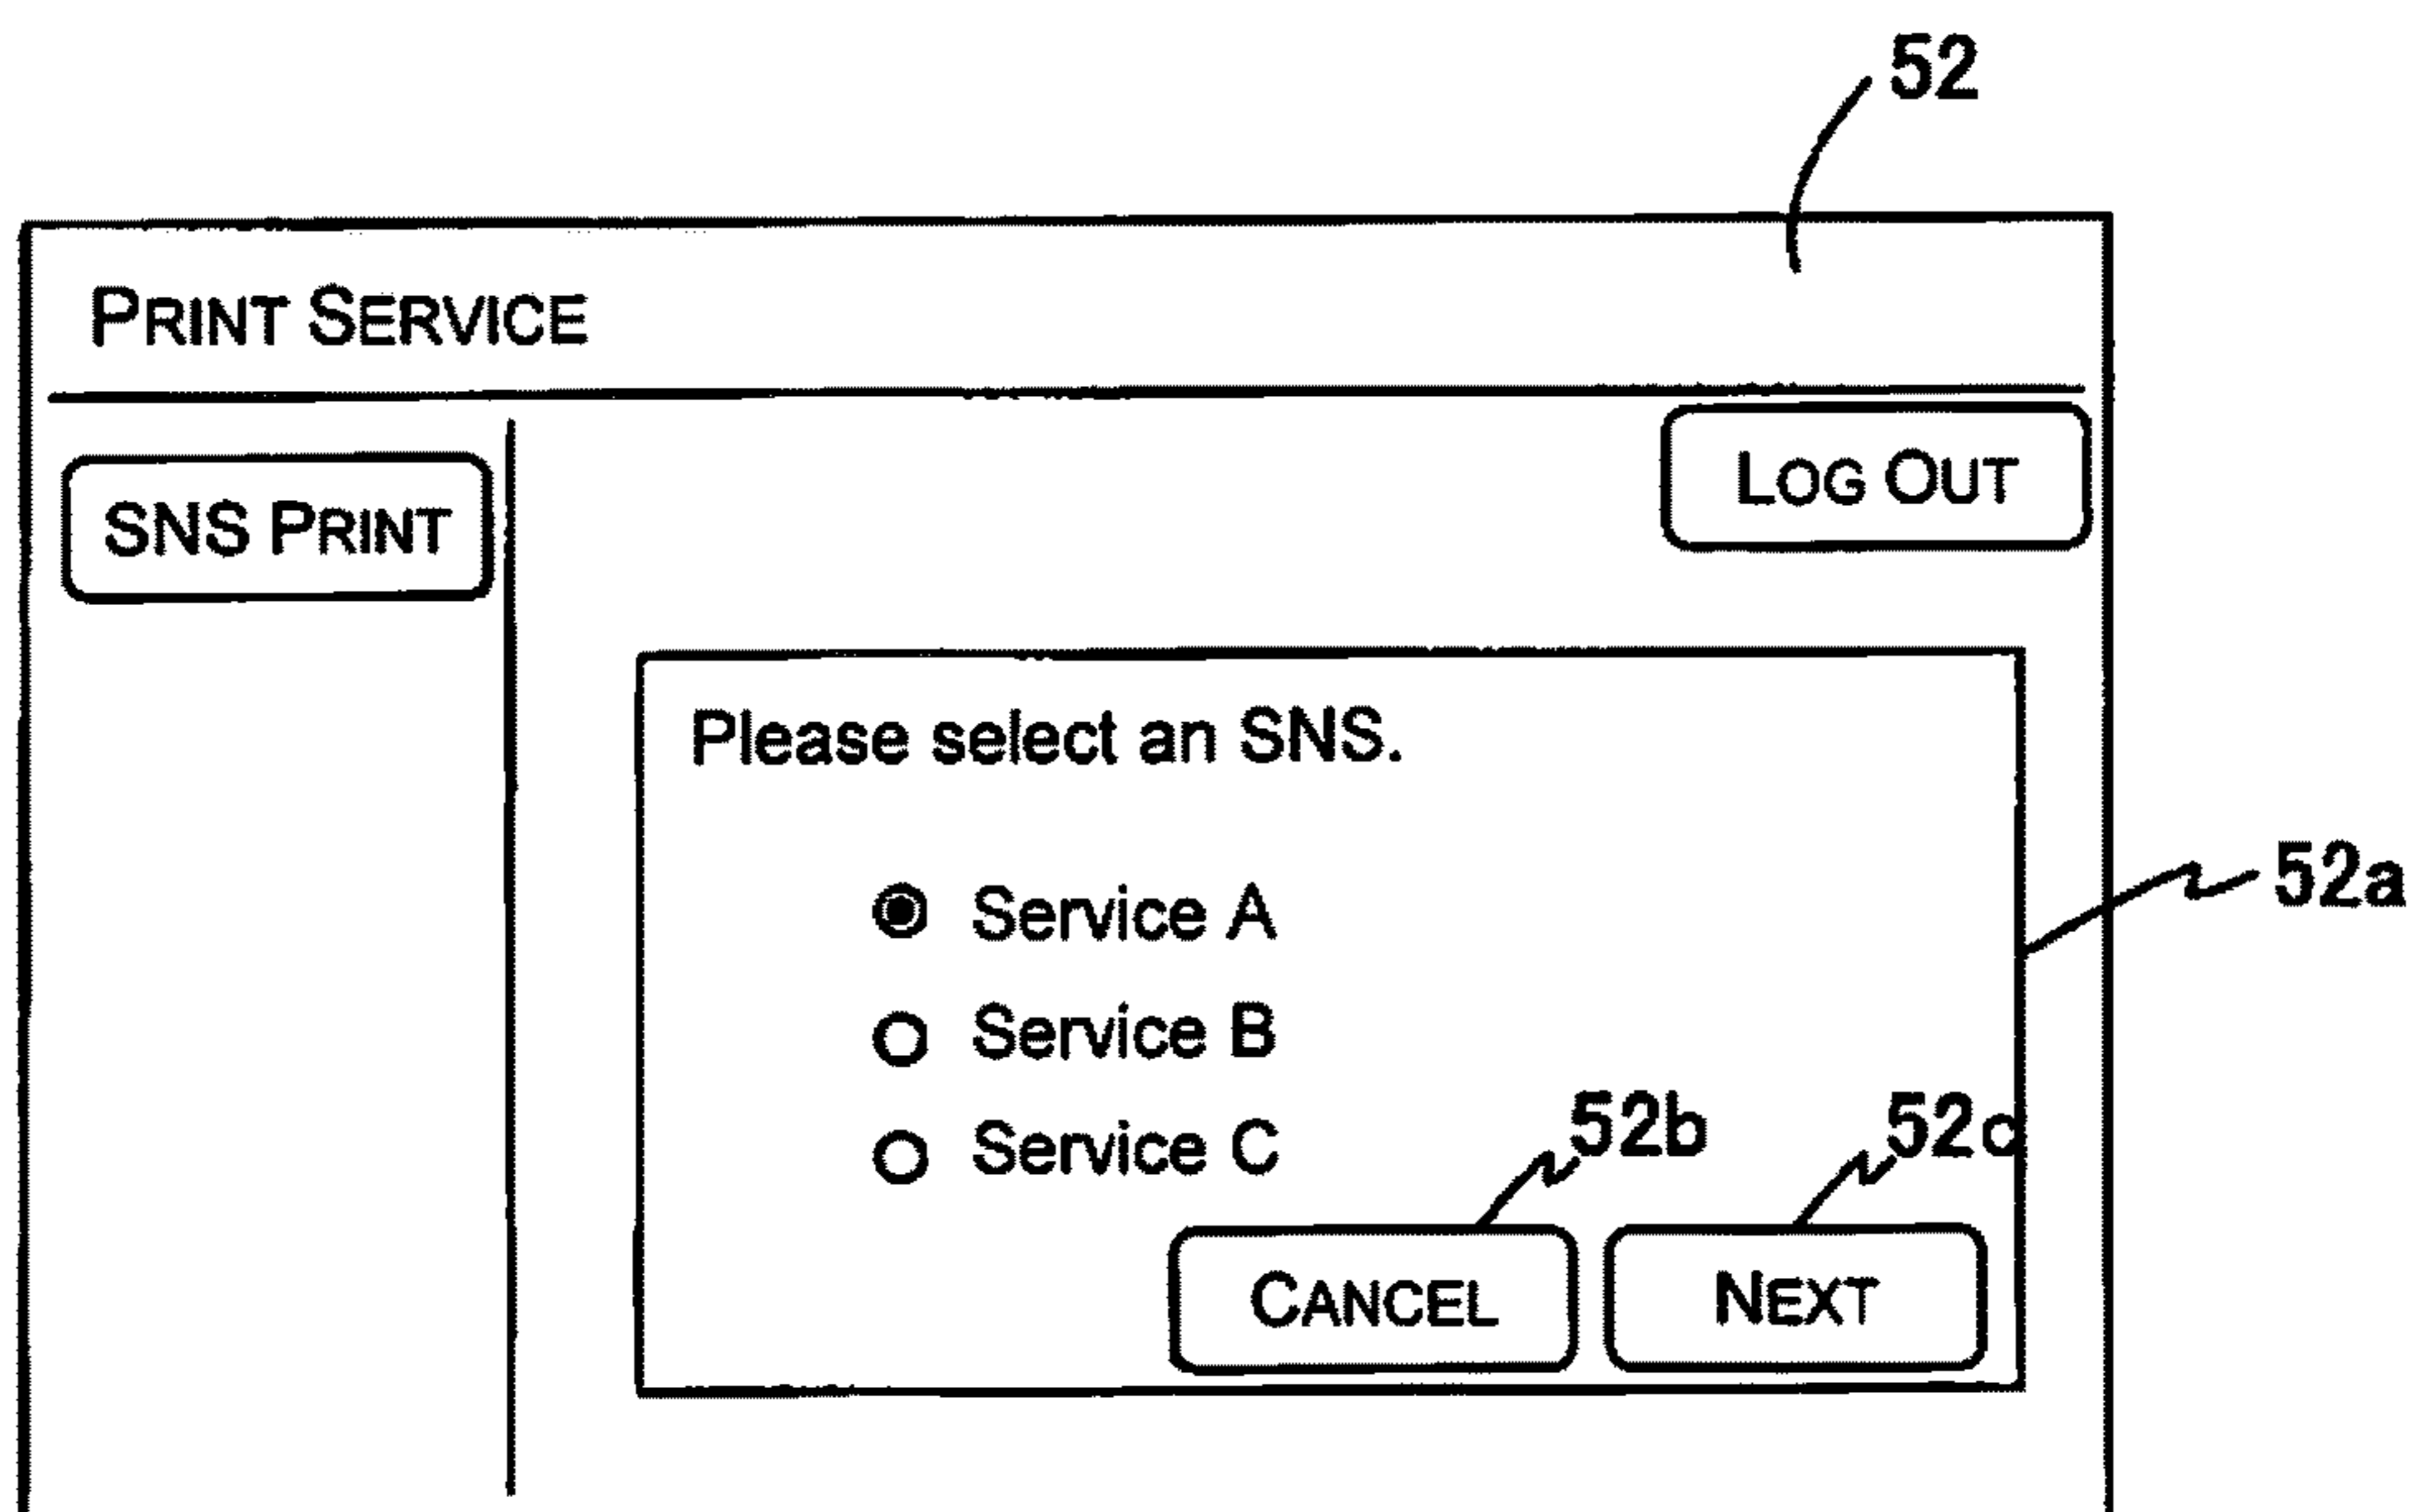 52
PRINT SERVICE
LOG OUT
SNS PRINT
Please select an SNS.
52a
Service A
Service B
52b
52c
Service C
CANCEL
NEXT